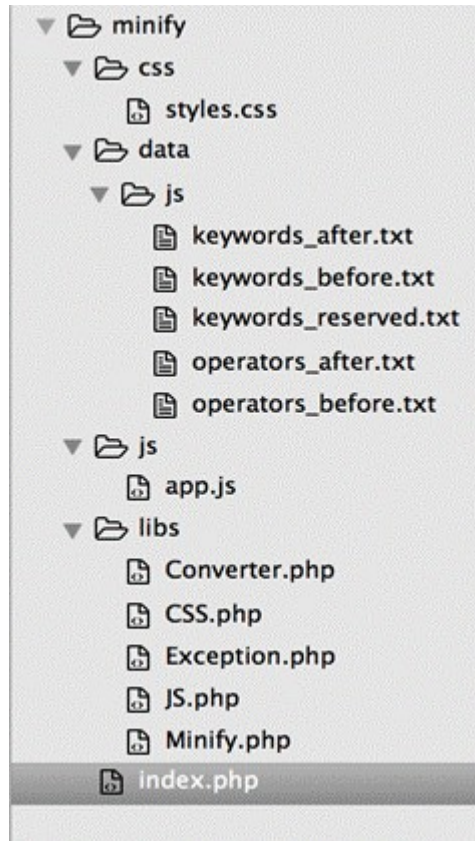 minify
css
styles.css
data
js
keywords_after.txt
keywords_before.txt
keywords_reserved.txt
operators_after.txt
operators_before.txt
js
app.js
libs
Converter.php
CSS.php
Exception.php
JS.php
Minify.php
index.php